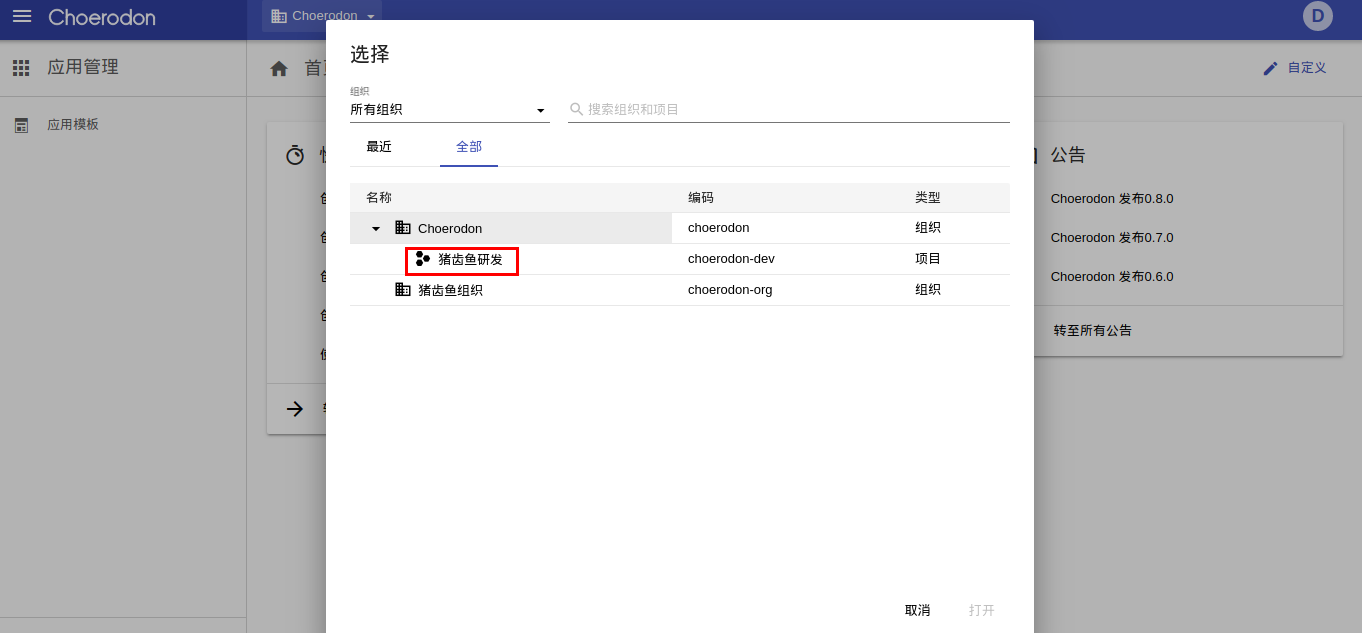 Choerodon
Choerodon
D
应用管理
自定义
应用模板
选择
组织
所有组织
搜索组织和项目
最近 全部
名称 编码 类型
Choerodon choerodon 组织
猪齿鱼研发 choerodon-dev 项目
猪齿鱼组织 choerodon-org 组织
取消 打开
公告
Choerodon 发布0.8.0
Choerodon 发布0.7.0
Choerodon 发布0.6.0
转至所有公告